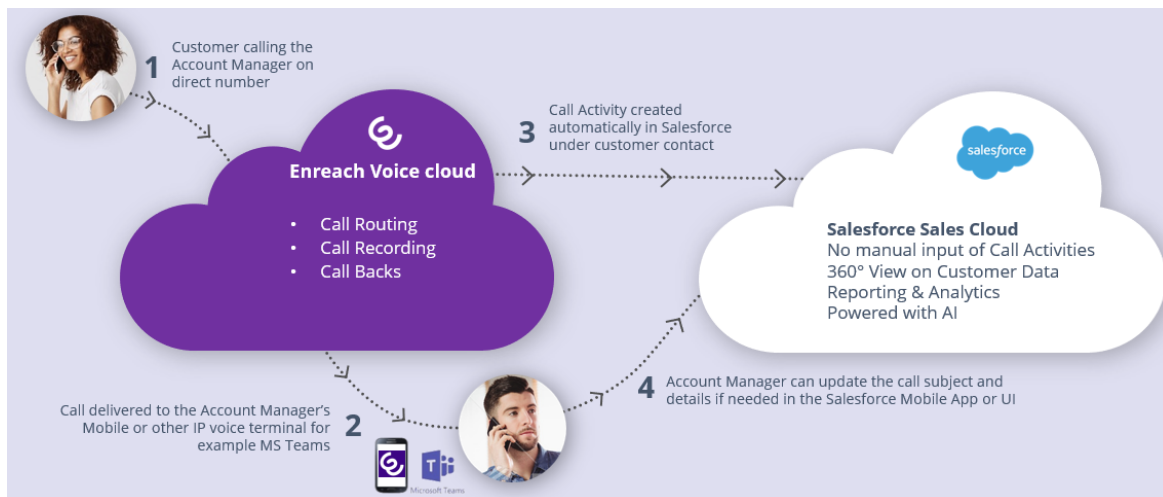 1
Customer calling the
Account Manager on
direct number
Enreach Voice cloud
• Call Routing
• Call Recording
• Call Backs
3
Call Activity created
automatically in Salesforce
under customer contact
salesforce
Salesforce Sales Cloud
No manual input of Call Activities
360° View on Customer Data
Reporting & Analytics
Powered with AI
Call delivered to the Account Manager's
Mobile or other IP voice terminal for
example MS Teams
2
T
Microsoft Teams
4
Account Manager can update the call subject and
details if needed in the Salesforce Mobile App or UI